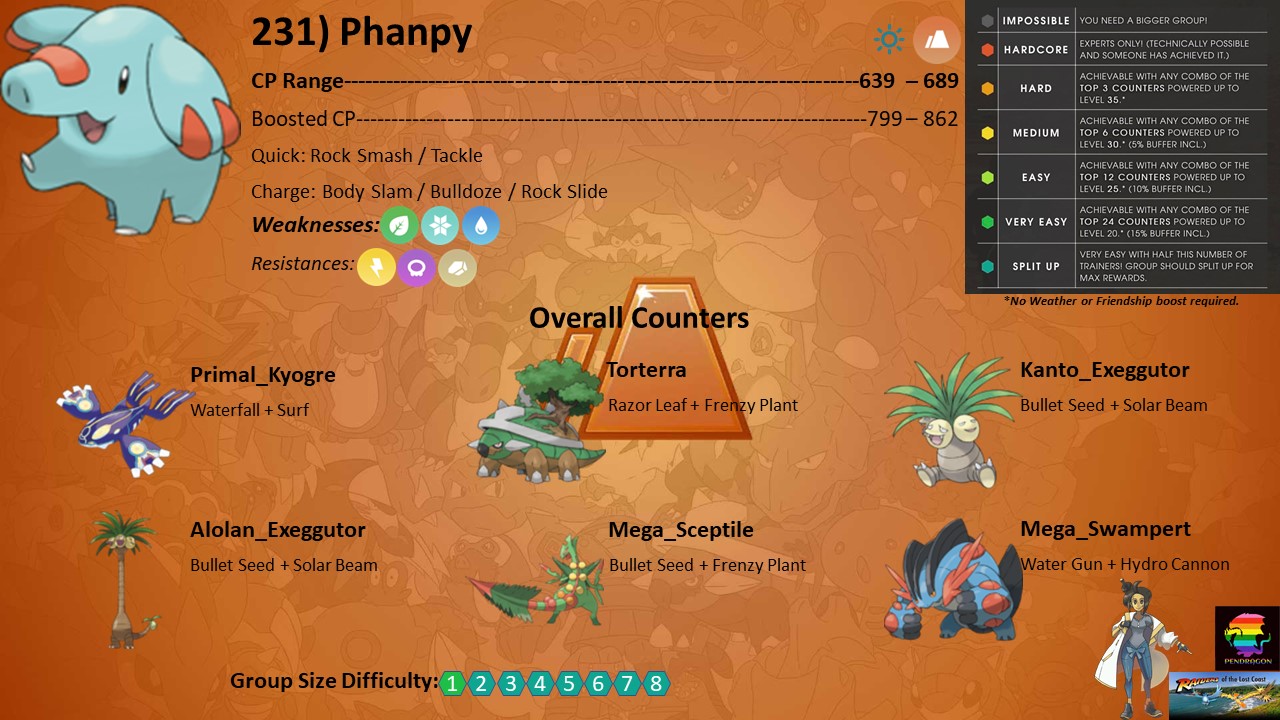 231) Phanpy
CP Range---639 – 689
Boosted CP---799 – 862
Quick: Rock Smash / Tackle
Charge: Body Slam / Bulldoze / Rock Slide
Weaknesses:
Resistances:
IMPOSSIBLE YOU NEED A BIGGER GROUP!
HARDCORE EXPERTS ONLY! (TECHNICALLY POSSIBLE
AND SOMEONE HAS ACHIEVED IT.)
HARD ACHIEVABLE WITH ANY COMBO OF THE
TOP 3 COUNTERS POWERED UP TO
LEVEL 35.*
MEDIUM ACHIEVABLE WITH ANY COMBO OF THE
TOP 6 COUNTERS POWERED UP TO
LEVEL 30.* (5% BUFFER INCL.)
EASY ACHIEVABLE WITH ANY COMBO OF THE
TOP 12 COUNTERS POWERED UP TO
LEVEL 25.* (10% BUFFER INCL.)
VERY EASY ACHIEVABLE WITH ANY COMBO OF THE
TOP 24 COUNTERS POWERED UP TO
LEVEL 20.* (15% BUFFER INCL.)
SPLIT UP VERY EASY WITH HALF THIS NUMBER OF
TRAINERS! GROUP SHOULD SPLIT UP FOR
MAX REWARDS.
*No Weather or Friendship boost required.
Overall Counters
Primal_Kyogre
Waterfall + Surf
Torterra
Razor Leaf + Frenzy Plant
Kanto_Exeggutor
Bullet Seed + Solar Beam
Alolan_Exeggutor
Bullet Seed + Solar Beam
Mega_Sceptile
Bullet Seed + Frenzy Plant
Mega_Swampert
Water Gun + Hydro Cannon
Group Size Difficulty: 1 2 3 4 5 6 7 8
PENDRAGON
RAIDERS of the Lost Coast